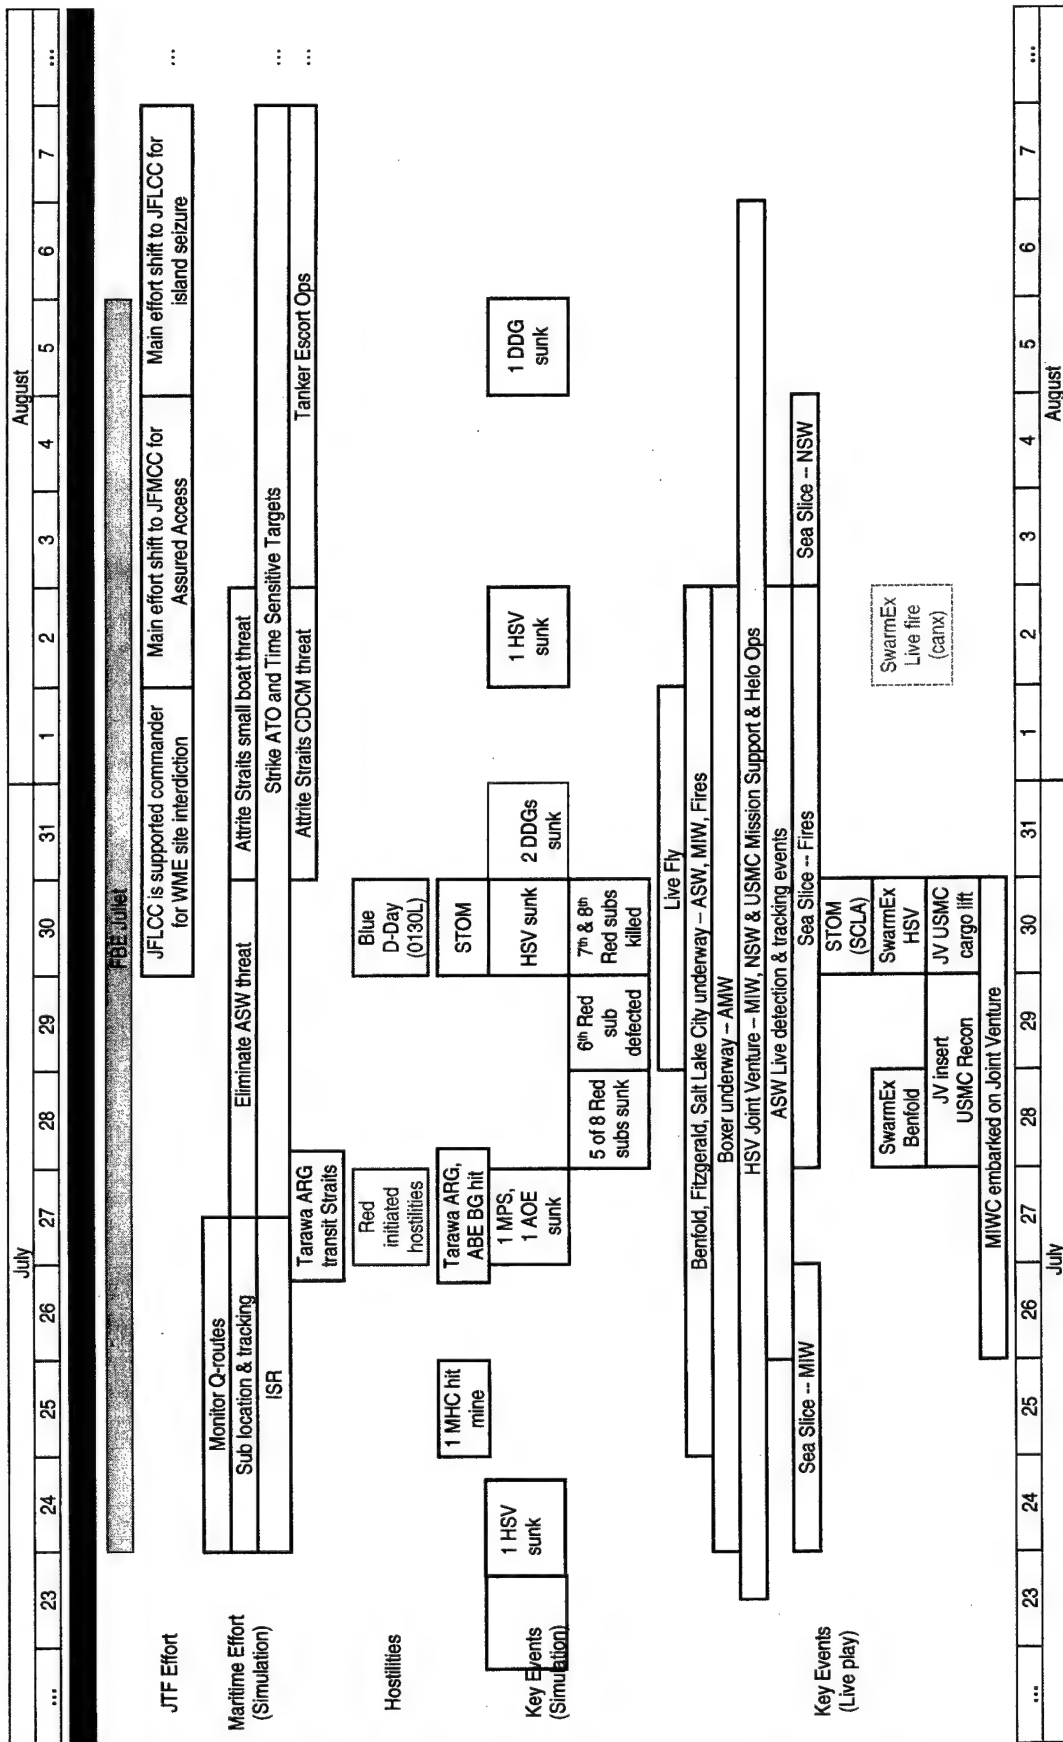 July
August
...
23
24
25
26
27
28
29
30
31
1
2
3
4
5
6
7
...
FBE Juliet
JTF Effort
JFLCC is supported commander
for WME site interdiction
Main effort shift to JFMCC for
Assured Access
Main effort shift to JFLCC for
island seizure
...
Maritime Effort
(Simulation)
Monitor Q-routes
Sub location & tracking
Eliminate ASW threat
Attrite Straits small boat threat
ISR
Strike ATO and Time Sensitive Targets
...
Tarawa ARG
transit Straits
Attrite Straits CDCM threat
Tanker Escort Ops
...
Hostilities
Red
initiated
hostilities
Blue
D-Day
(0130L)
Key Events
(Simulation)
1 MHC hit
mine
Tarawa ARG,
ABE BG hit
STOM
1 HSV
sunk
1 MPS,
1 AOE
sunk
HSV sunk
2 DDGs
sunk
1 HSV
sunk
1 DDG
sunk
5 of 8 Red
subs sunk
6th Red
sub
defected
7th & 8th
Red subs
killed
Key Events
(Live play)
Live Fly
Benfold, Fitzgerald, Salt Lake City underway – ASW, MIW, Fires
Boxer underway – AMW
HSV Joint Venture – MIW, NSW & USMC Mission Support & Helo Ops
ASW Live detection & tracking events
Sea Slice -- MIW
Sea Slice -- Fires
Sea Slice -- NSW
STOM
(SCLA)
SwarmEx
Benfold
SwarmEx
HSV
SwarmEx
Live fire
(canx)
JV insert
USMC Recon
JV USMC
cargo lift
MIWC embarked on Joint Venture
...
23
24
25
26
27
28
29
30
31
1
2
3
4
5
6
7
...
July
August